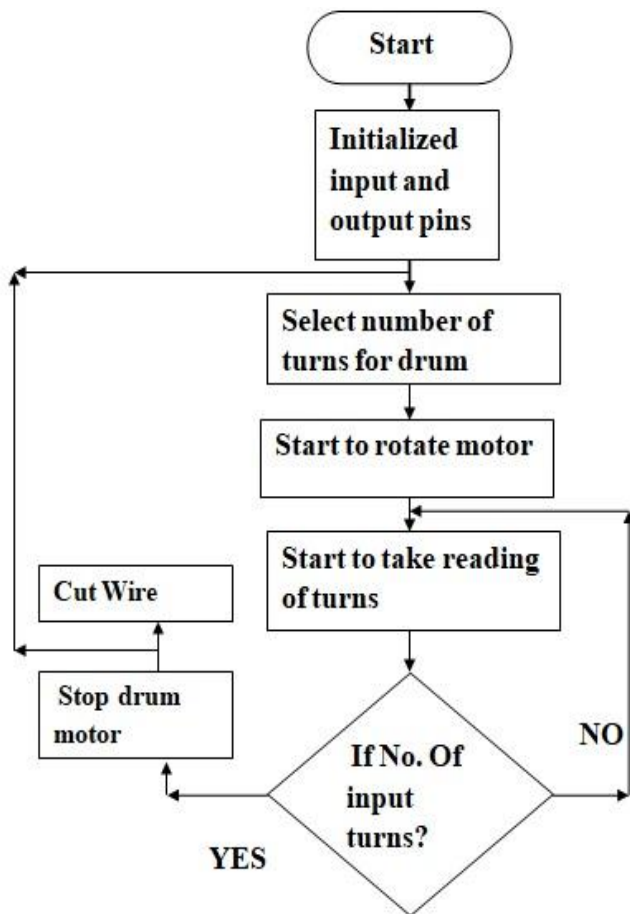 Start
Initialized
input and
output pins
Select number of
turns for drum
Start to rotate motor
Start to take reading
of turns
Cut Wire
Stop drum
motor
If No. Of
input
turns?
NO
YES